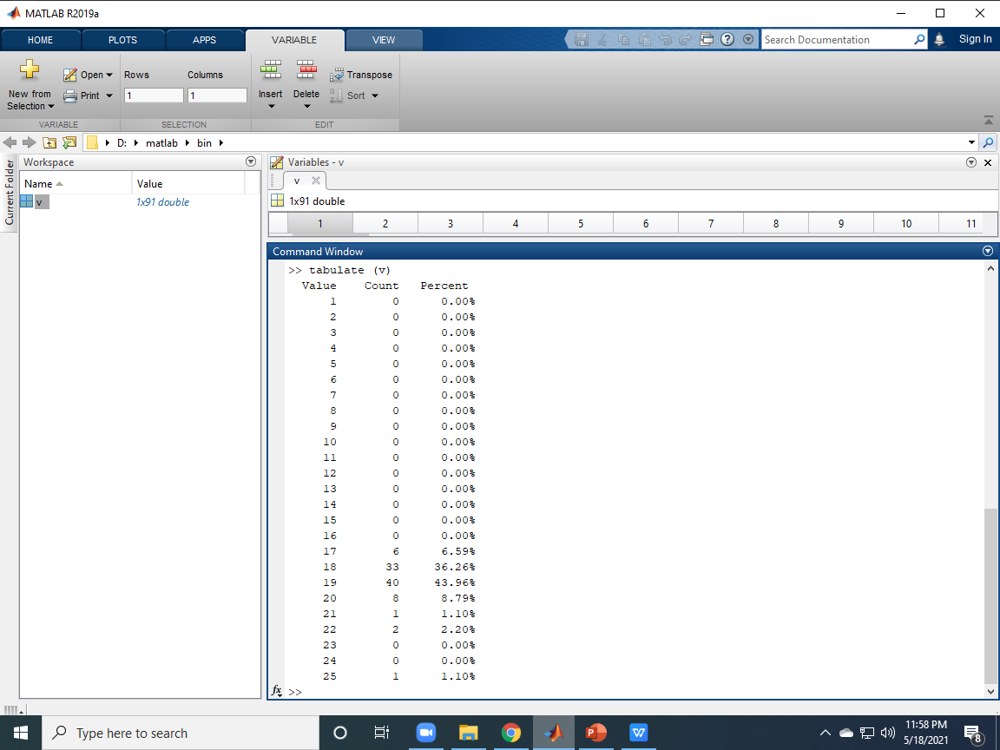 MATLAB R2019a
HOME PLOTS APPS VARIABLE VIEW Search Documentation Sign In
New from Selection
Open
Print
Rows Columns
1 1
Insert Delete
Transpose
Sort
VARIABLE SELECTION EDIT
D: matlab bin
Current Folder
Workspace
Name Value
v 1x91 double
Variables - v
v
1x91 double
1 2 3 4 5 6 7 8 9 10 11
Command Window
>> tabulate (v)
Value Count Percent
1 0 0.00%
2 0 0.00%
3 0 0.00%
4 0 0.00%
5 0 0.00%
6 0 0.00%
7 0 0.00%
8 0 0.00%
9 0 0.00%
10 0 0.00%
11 0 0.00%
12 0 0.00%
13 0 0.00%
14 0 0.00%
15 0 0.00%
16 0 0.00%
17 6 6.59%
18 33 36.26%
19 40 43.96%
20 8 8.79%
21 1 1.10%
22 2 2.20%
23 0 0.00%
24 0 0.00%
25 1 1.10%
fx >>
Type here to search
11:58 PM
5/18/2021
8